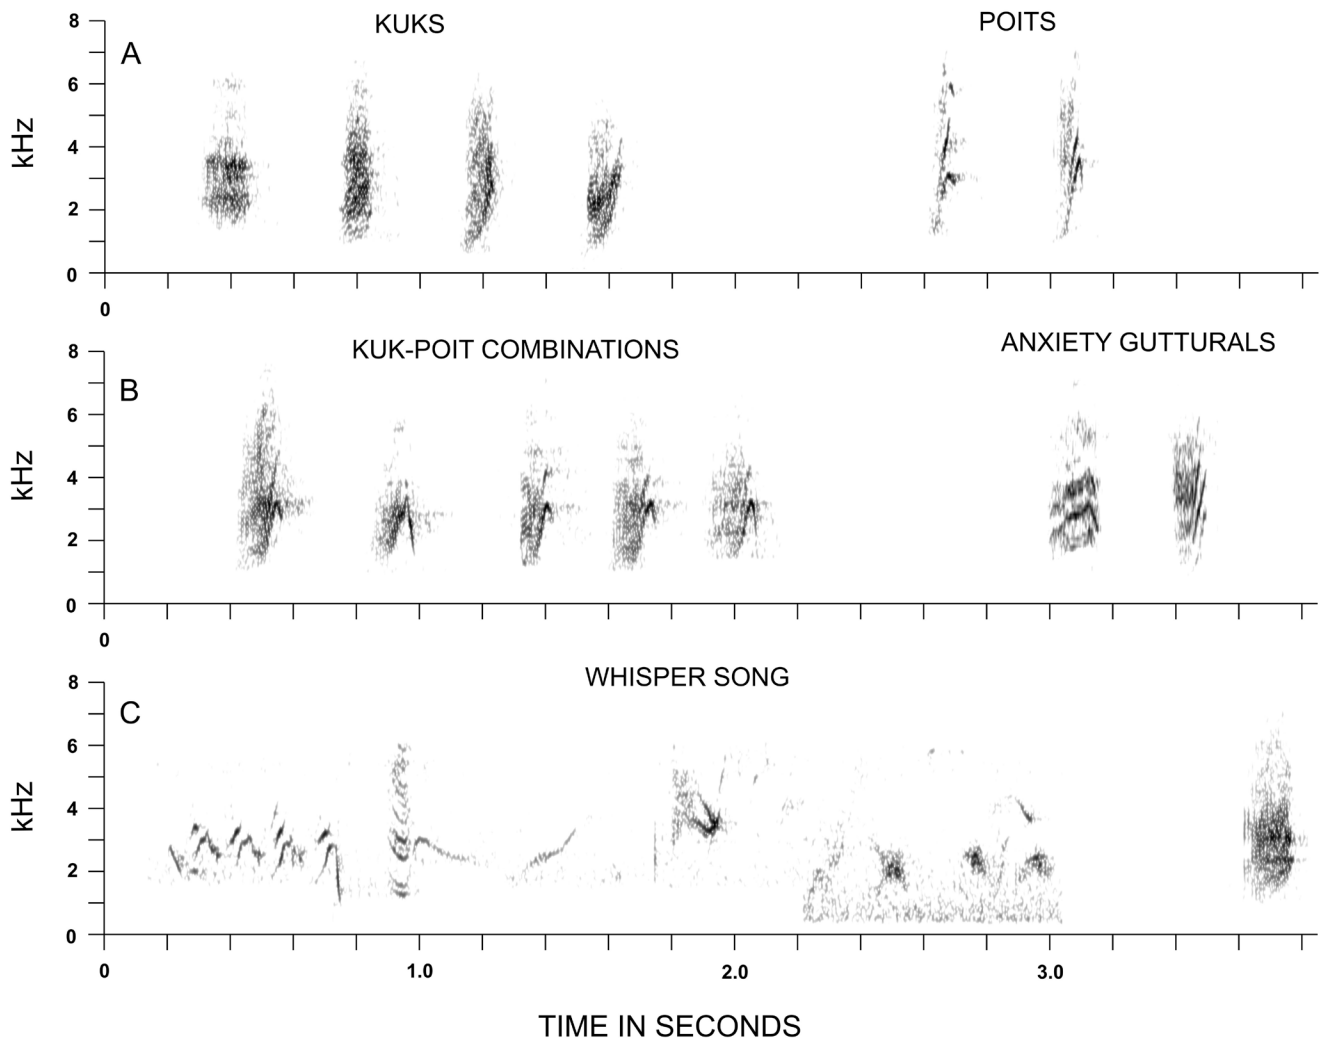 KUKS
POITS
A
8
6
4
2
0
kHz
0
KUK-POIT COMBINATIONS
ANXIETY GUTTURALS
B
8
6
4
2
0
kHz
0
WHISPER SONG
C
8
6
4
2
0
kHz
0 1.0 2.0 3.0
TIME IN SECONDS